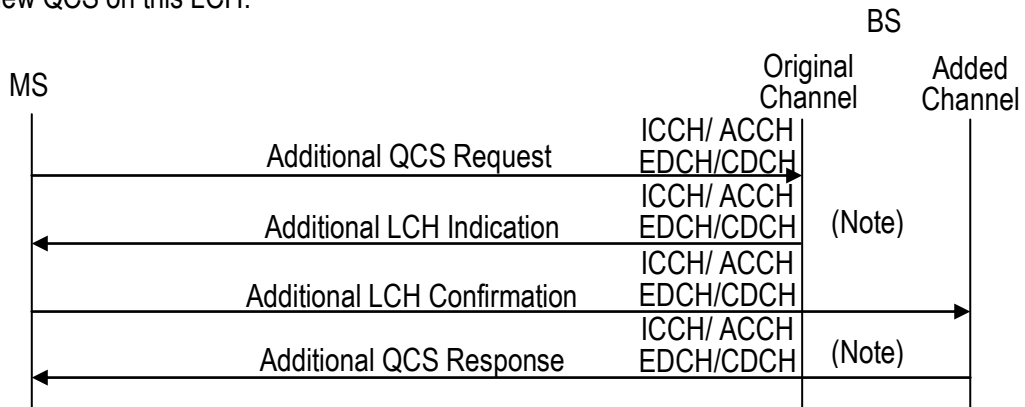 new QCS on this LCH.
BS
MS
Original
Channel
Added
Channel
ICCH/ ACCH
Additional QCS Request
EDCH/CDCH
ICCH/ ACCH
Additional LCH Indication
EDCH/CDCH
(Note)
ICCH/ ACCH
Additional LCH Confirmation
EDCH/CDCH
ICCH/ ACCH
Additional QCS Response
EDCH/CDCH
(Note)